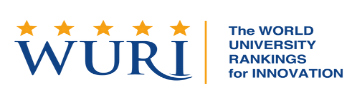 WURI
The WORLD
UNIVERSITY
RANKINGS
for INNOVATION